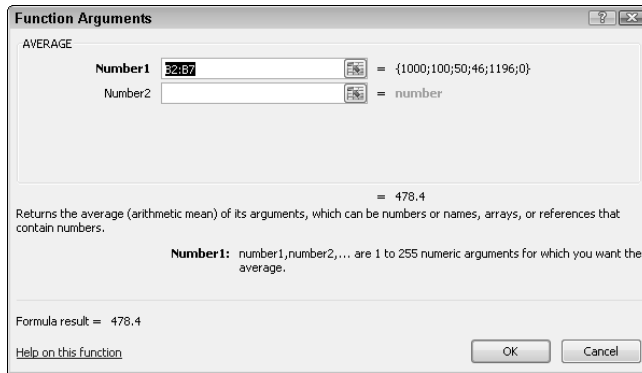 Function Arguments
AVERAGE
Number1 B2:B7 = {1000;100;50;46;1196;0}
Number2 = number
= 478.4
Returns the average (arithmetic mean) of its arguments, which can be numbers or names, arrays, or references that
contain numbers.
Number1: number1,number2,... are 1 to 255 numeric arguments for which you want the
average.
Formula result = 478.4
Help on this function OK Cancel